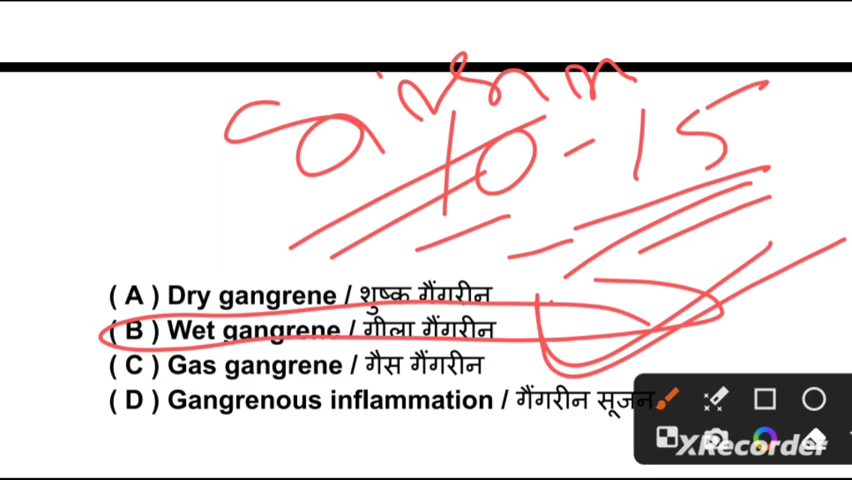 10-15
( A ) Dry gangrene / शुष्क गैंगरीन
( B ) Wet gangrene / गीला गैंगरीन
( C ) Gas gangrene / गैस गैंगरीन
( D ) Gangrenous inflammation / गैंगरीन सूजन
XRecorder